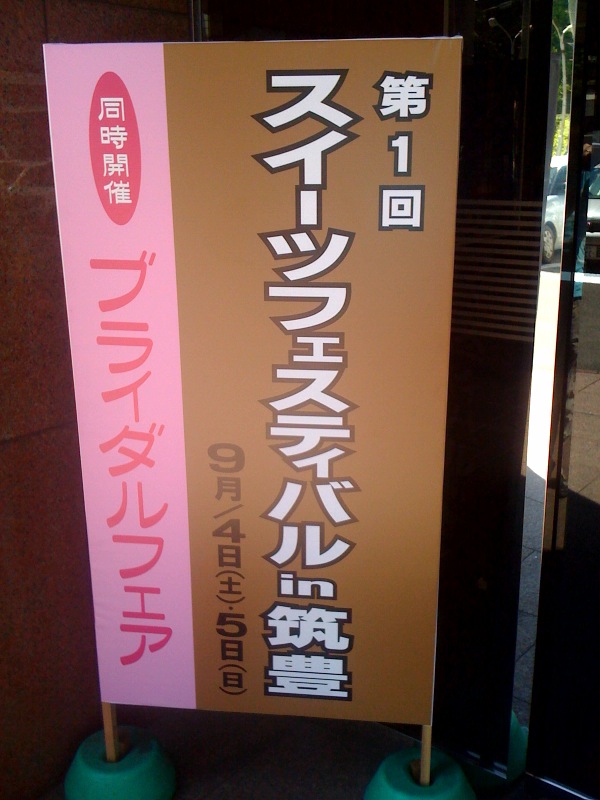 第1回
スイーツフェスティバルin筑豊
9月/4日(土)・5日(日)
同時開催
ブライダルフェア